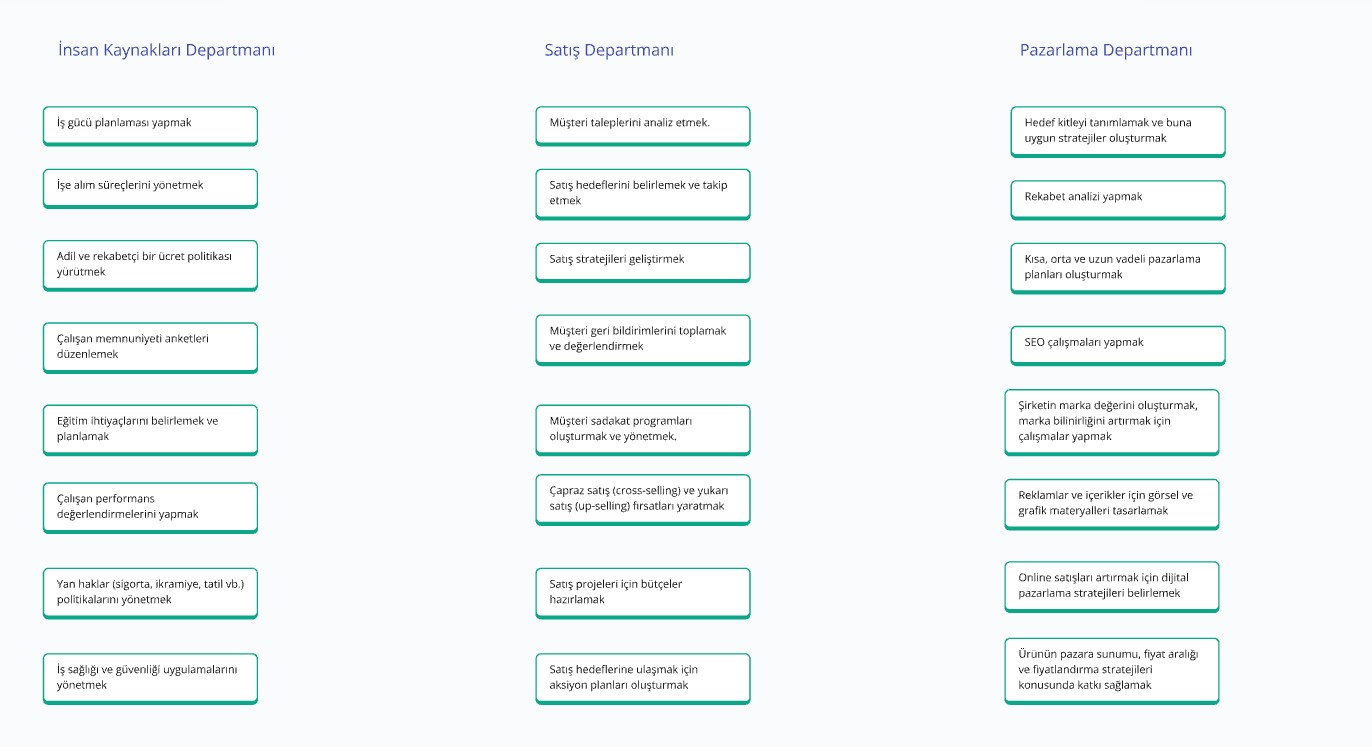 İnsan Kaynakları Departmanı
İş gücü planlaması yapmak
İşe alım süreçlerini yönetmek
Adil ve rekabetçi bir ücret politikası
yürütmek
Çalışan memnuniyeti anketleri
düzenlemek
Eğitim ihtiyaçlarını belirlemek ve
planlamak
Çalışan performans
değerlendirmelerini yapmak
Yan haklar (sigorta, ikramiye, tatil vb.)
politikalarını yönetmek
İş sağlığı ve güvenliği uygulamalarını
yönetmek
Satış Departmanı
Müşteri taleplerini analiz etmek.
Satış hedeflerini belirlemek ve takip
etmek
Satış stratejileri geliştirmek
Müşteri geri bildirimlerini toplamak
ve değerlendirmek
Müşteri sadakat programları
oluşturmak ve yönetmek.
Çapraz satış (cross-selling) ve yukarı
satış (up-selling) fırsatları yaratmak
Satış projeleri için bütçeler
hazırlamak
Satış hedeflerine ulaşmak için
aksiyon planları oluşturmak
Pazarlama Departmanı
Hedef kitleyi tanımlamak ve buna
uygun stratejiler oluşturmak
Rekabet analizi yapmak
Kısa, orta ve uzun vadeli pazarlama
planları oluşturmak
SEO çalışmaları yapmak
Şirketin marka değerini oluşturmak,
marka bilinirliğini artırmak için
çalışmalar yapmak
Reklamlar ve içerikler için görsel ve
grafik materyalleri tasarlamak
Online satışları artırmak için dijital
pazarlama stratejileri belirlemek
Ürünün pazara sunumu, fiyat aralığı
ve fiyatlandırma stratejileri
konusunda katkı sağlamak